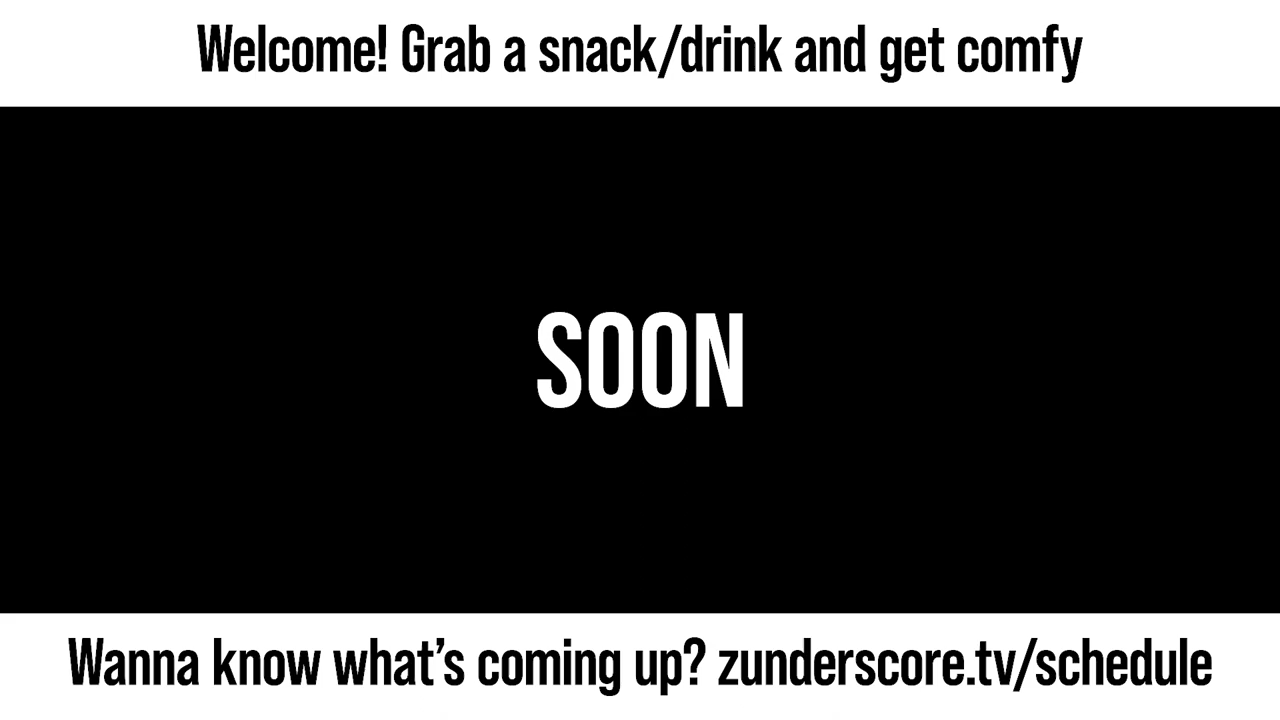 Welcome! Grab a snack/drink and get comfy
SOON
Wanna know what’s coming up? zunderscore.tv/schedule